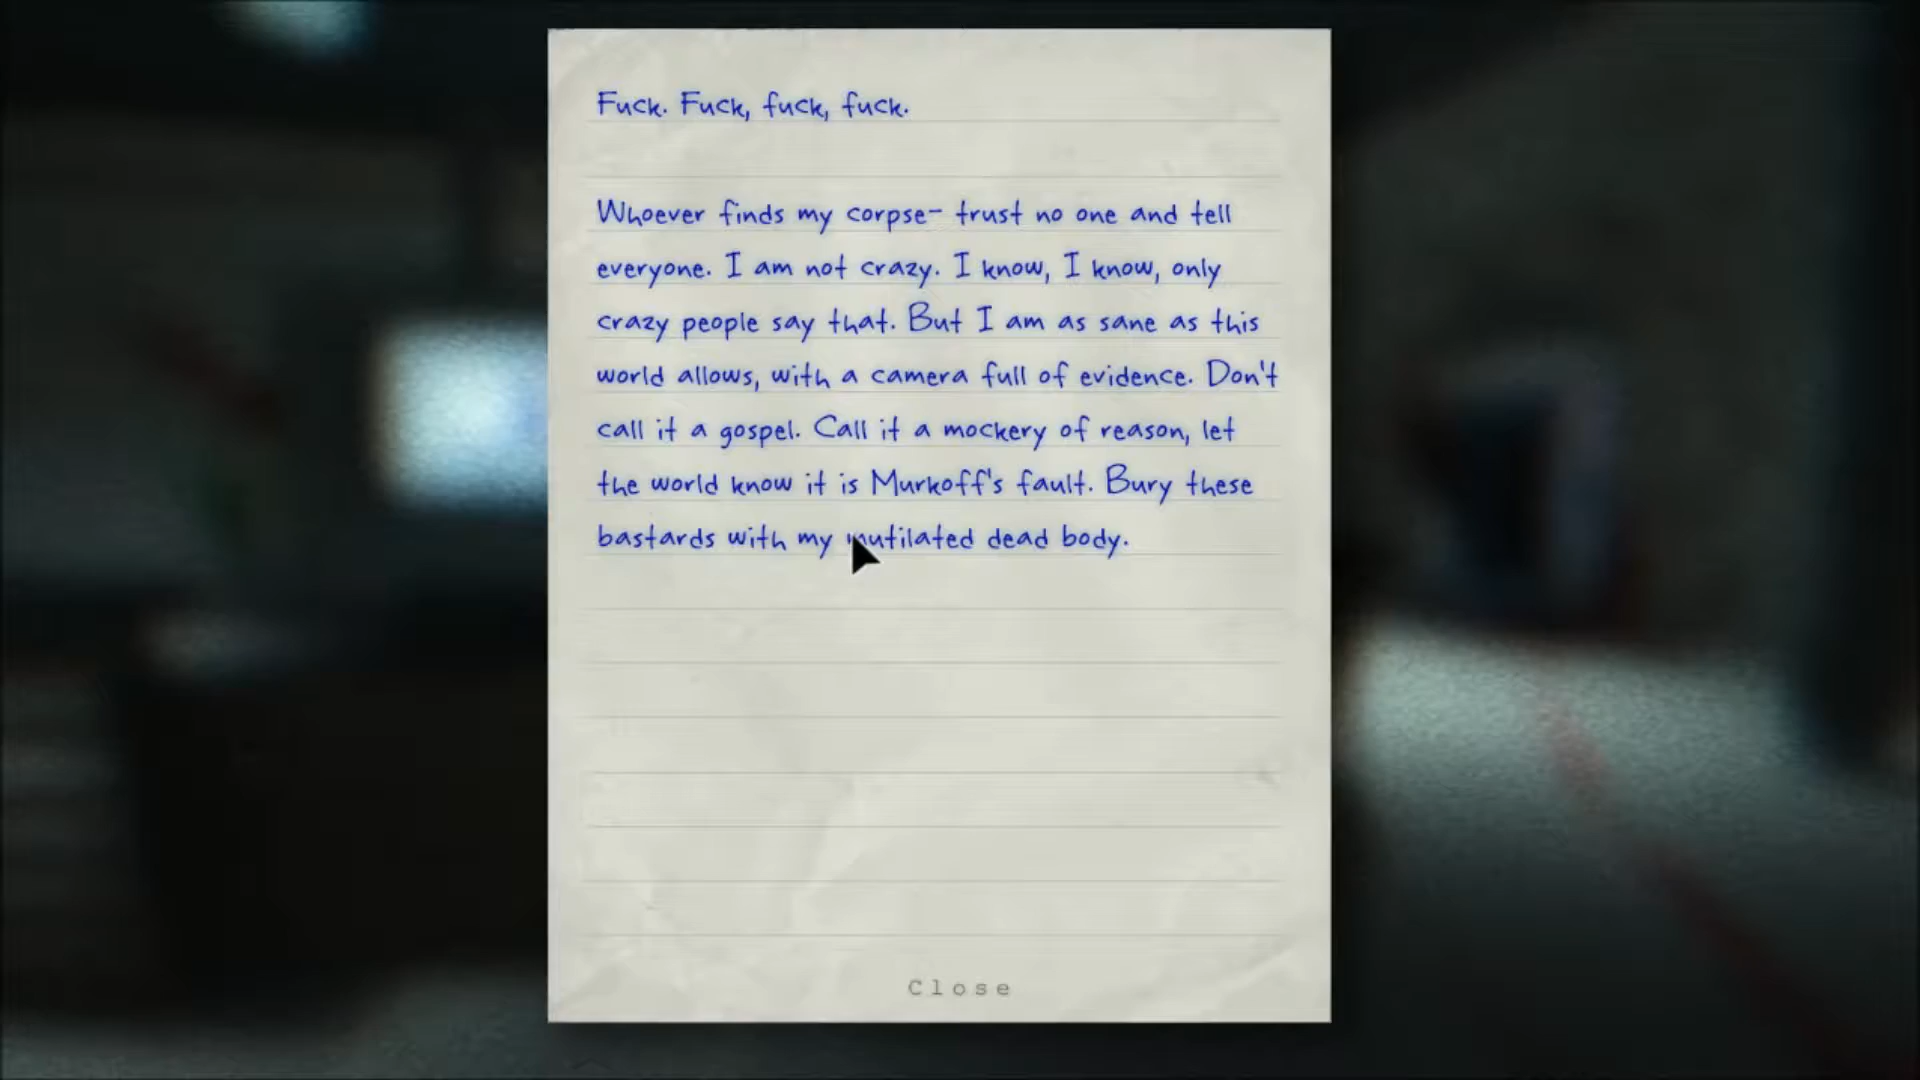 Fuck. Fuck, fuck, fuck.
Whoever finds my corpse- trust no one and tell
everyone. I am not crazy. I know, I know, only
crazy people say that. But I am as sane as this
world allows, with a camera full of evidence. Don't
call it a gospel. Call it a mockery of reason, let
the world know it is Murkoff's fault. Bury these
bastards with my mutilated dead body.
Close